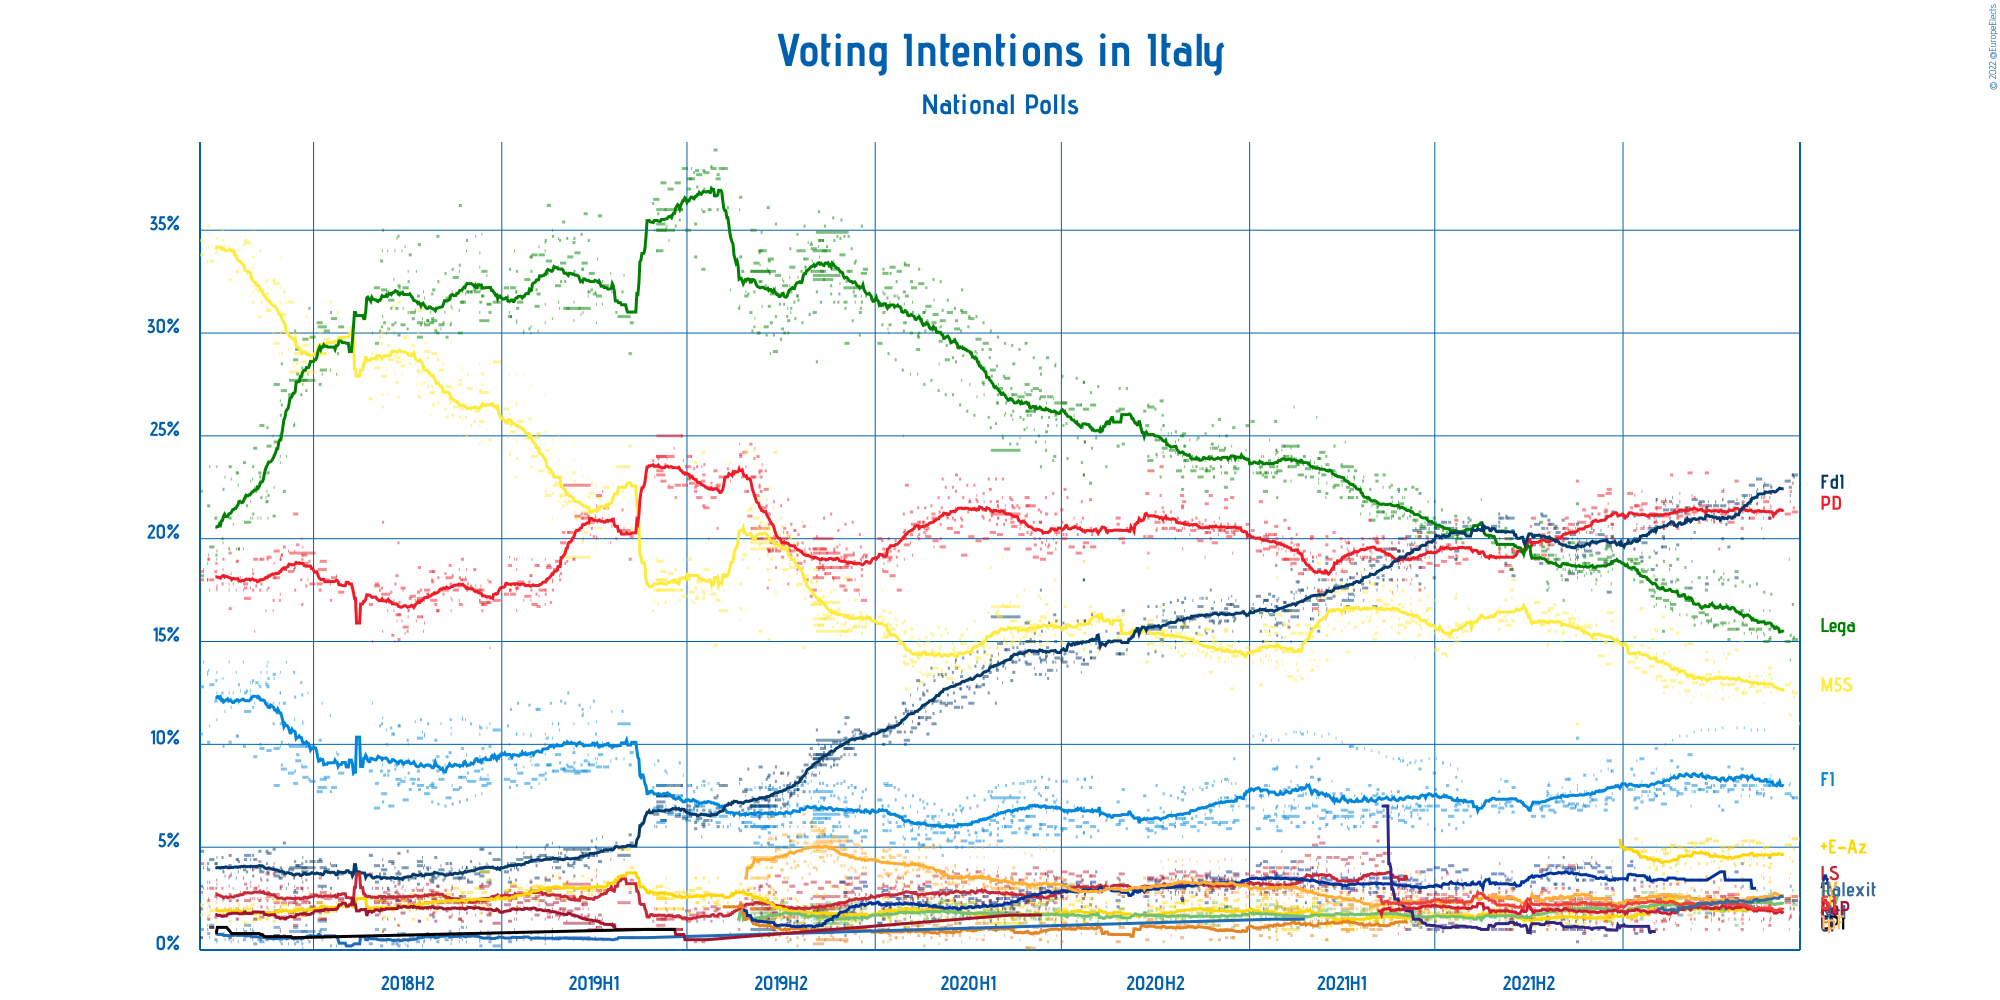 Voting Intentions in Italy
National Polls
© 2022 @EuropeElects
35%
30%
25%
20%
15%
10%
5%
0%
FdI
PD
Lega
M5S
FI
+E-Az
LS
Italexit
2018H2
2019H1
2019H2
2020H1
2020H2
2021H1
2021H2